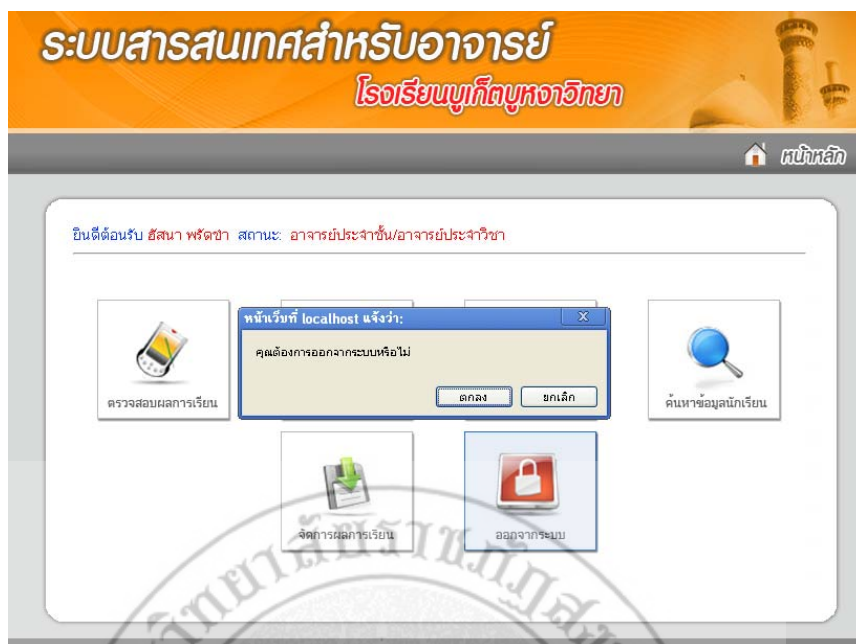 ระบบสารสนเทศสำหรับอาจารย์
โรงเรียนบูเก็ตบูหงาวิทยา
หน้าหลัก
ยินดีต้อนรับ ฮัสนา พรัดชำ สถานะ: อาจารย์ประจำชั้น/อาจารย์ประจำวิชา
หน้าเว็บที่ localhost แจ้งว่า:
X
คุณต้องการออกจากระบบหรือไม่
ตกลง ยกเลิก
ตรวจสอบผลการเรียน ค้นหาข้อมูลนักเรียน
จัดการผลการเรียน ออกจากระบบ